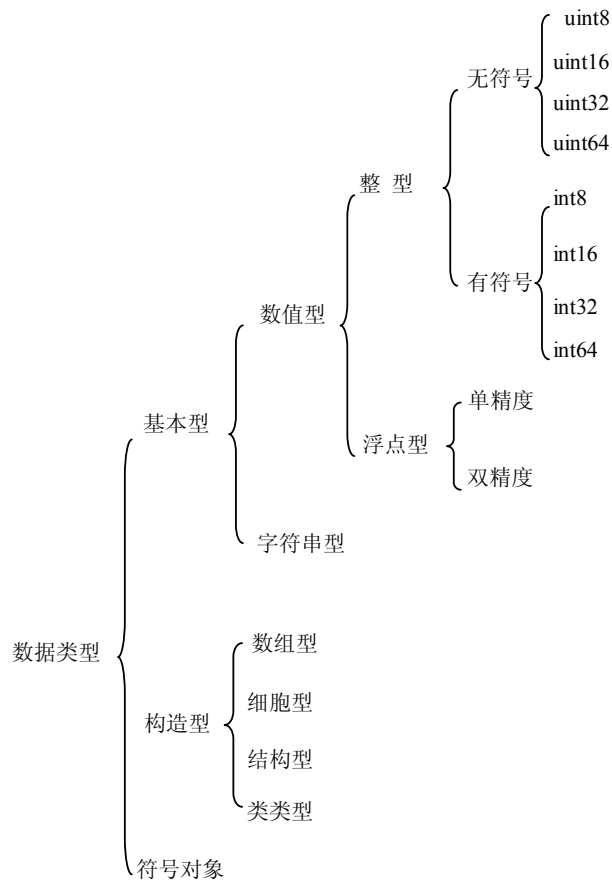 uint8
uint16
无符号
uint32
uint64
整 型
int8
int16
有符号
int32
数值型
int64
单精度
基本型
浮点型
双精度
字符串型
数组型
数据类型
细胞型
构造型
结构型
类类型
符号对象